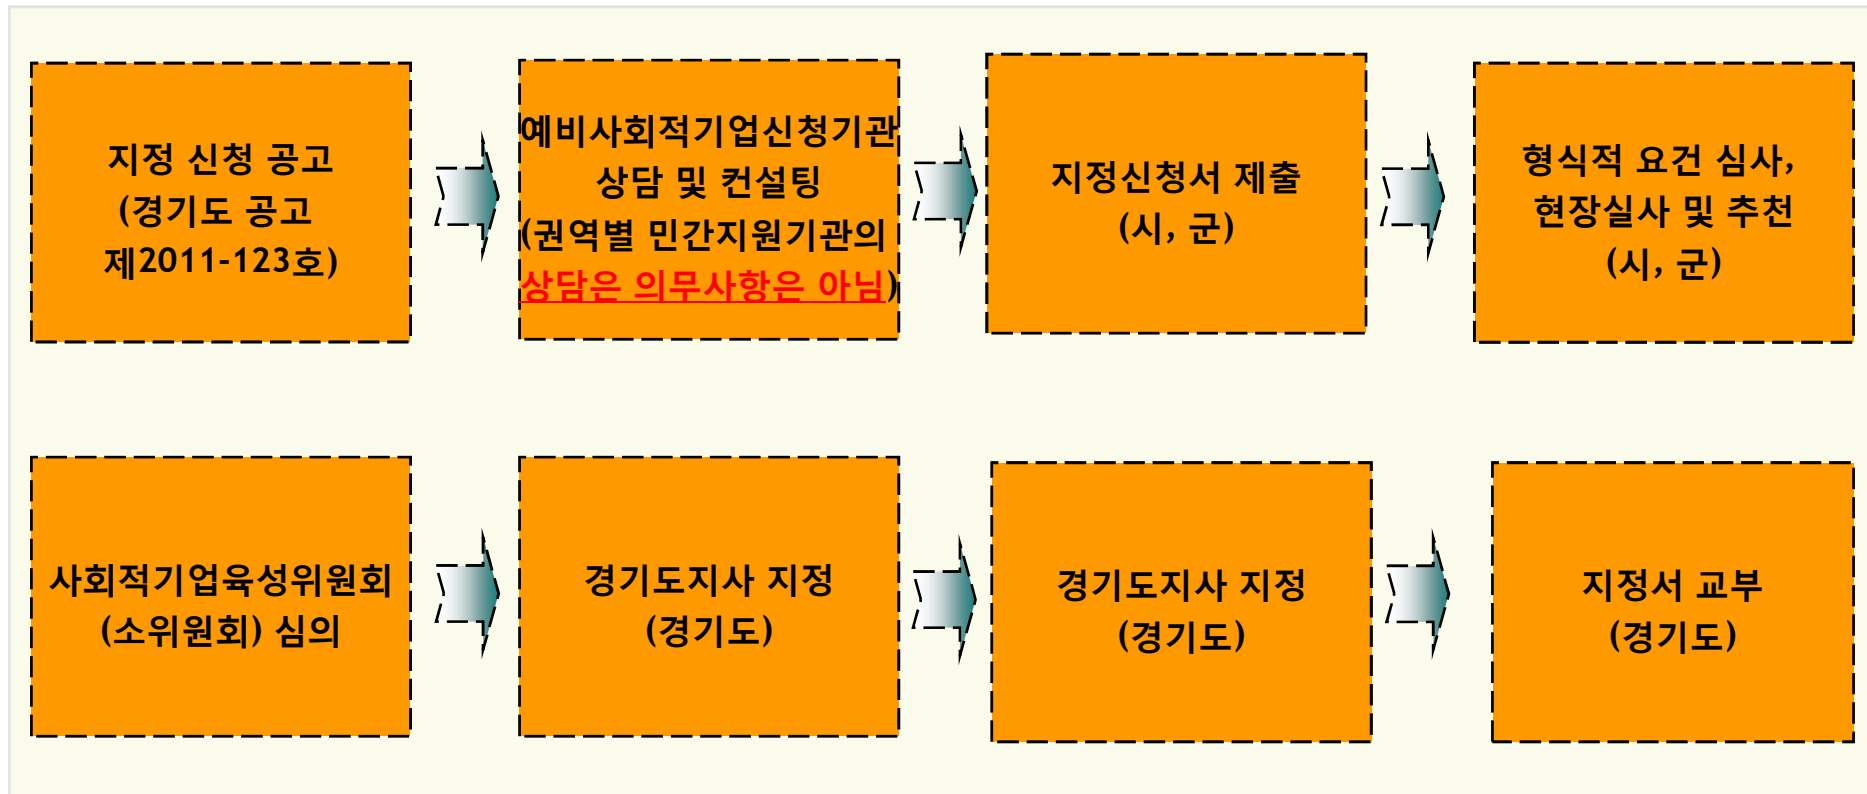 지정 신청 공고
(경기도 공고
제2011-123호)
예비사회적기업신청기관
상담 및 컨설팅
(권역별 민간지원기관의
상담은 의무사항은 아님)
지정신청서 제출
(시, 군)
형식적 요건 심사,
현장실사 및 추천
(시, 군)
사회적기업육성위원회
(소위원회) 심의
경기도지사 지정
(경기도)
경기도지사 지정
(경기도)
지정서 교부
(경기도)